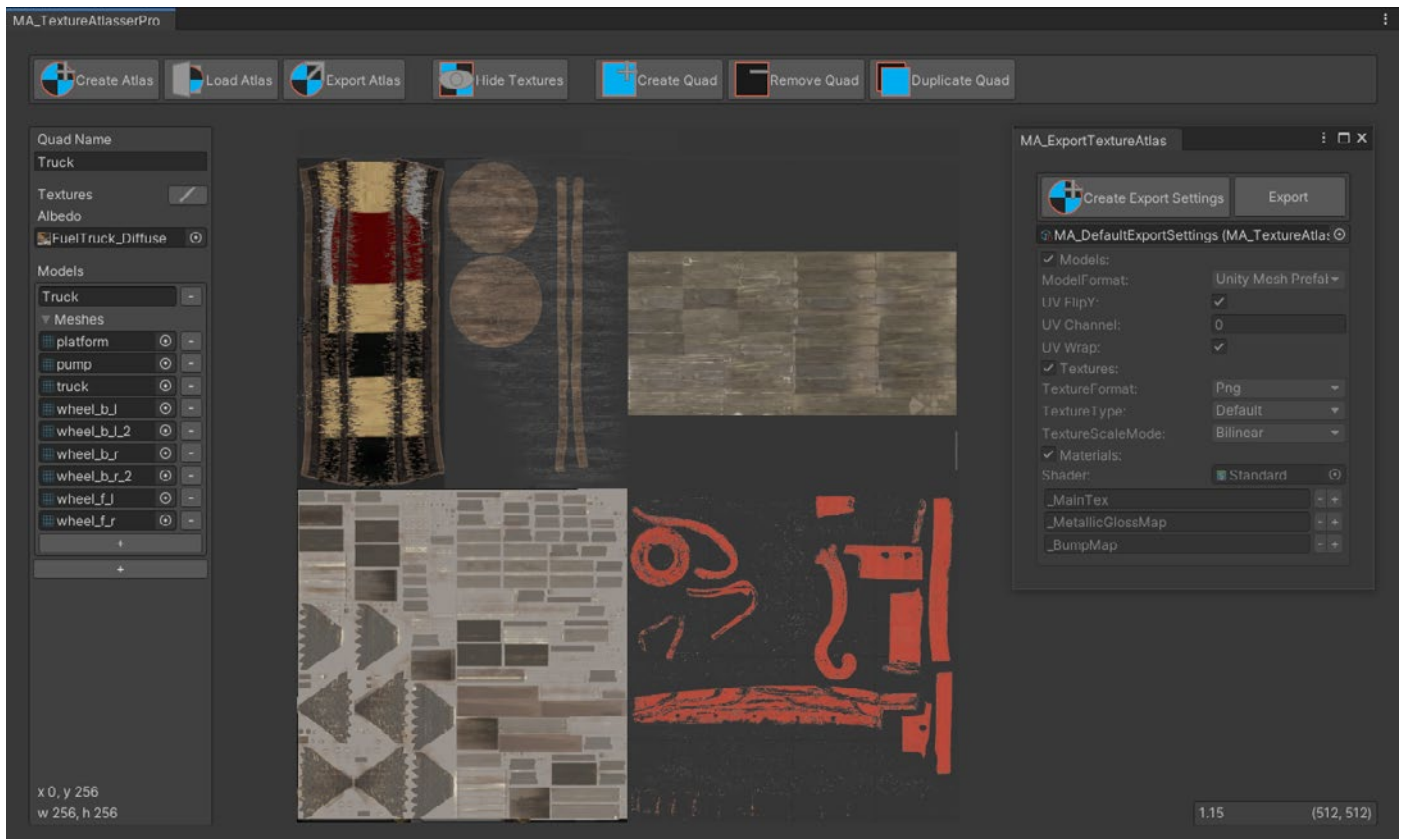 MA_TextureAtlasserPro
Create Atlas Load Atlas Export Atlas Hide Textures Create Quad Remove Quad Duplicate Quad
Quad Name
Truck
Textures
Albedo
FuelTruck_Diffuse
Models
Truck
Meshes
platform
pump
truck
wheel_b_l
wheel_b_l_2
wheel_b_r
wheel_b_r_2
wheel_f_l
wheel_f_r
+
+
x 0, y 256
w 256, h 256
MA_ExportTextureAtlas
Create Export Settings Export
MA_DefaultExportSettings (MA_TextureAtlas
Models:
ModelFormat: Unity Mesh Prefal
UV FlipY:
UV Channel: 0
UV Wrap:
Textures:
TextureFormat: Png
TextureType: Default
TextureScaleMode: Bilinear
Materials:
Shader: Standard
_MainTex - +
_MetallicGlossMap - +
_BumpMap - +
1.15 (512, 512)